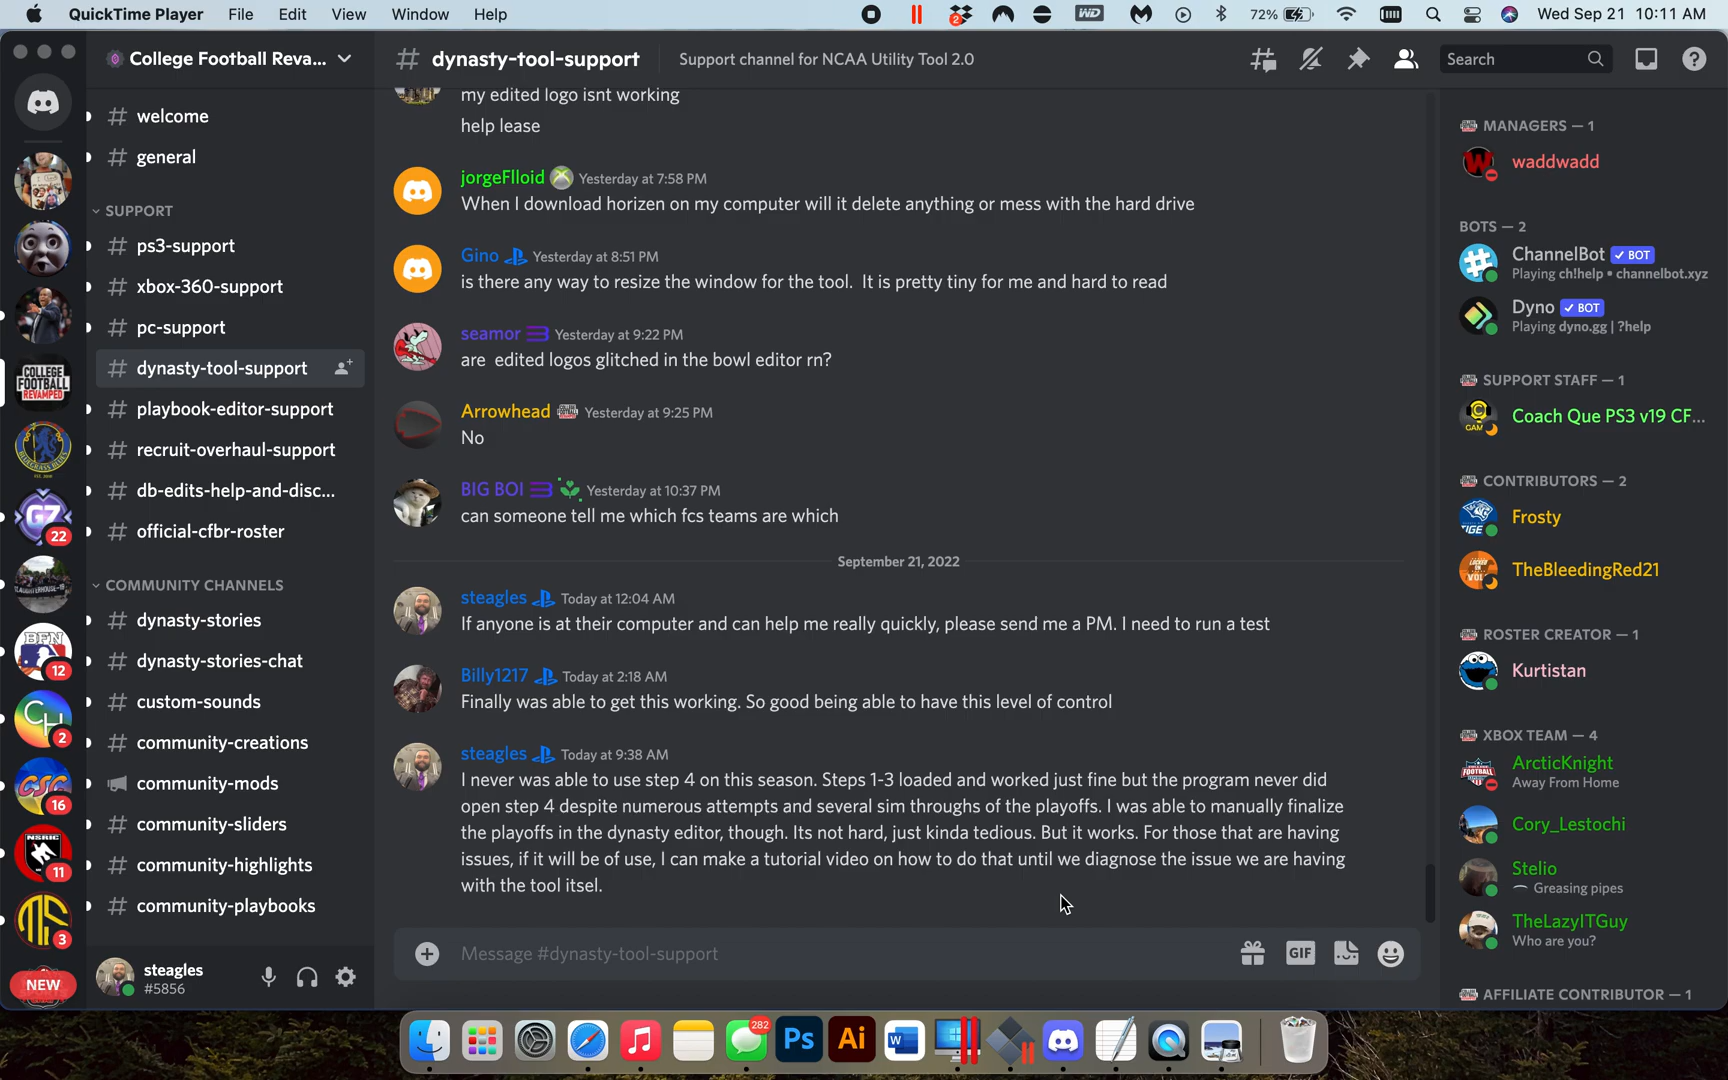 QuickTime Player File Edit View Window Help
2 WD 72% Wed Sep 21 10:11 AM
College Football Reva...
# dynasty-tool-support Support channel for NCAA Utility Tool 2.0
Search
# welcome
# general
SUPPORT
# ps3-support
# xbox-360-support
# pc-support
# dynasty-tool-support
# playbook-editor-support
# recruit-overhaul-support
# db-edits-help-and-disc...
# official-cfbr-roster
COMMUNITY CHANNELS
# dynasty-stories
# dynasty-stories-chat
# custom-sounds
# community-creations
community-mods
# community-sliders
# community-highlights
# community-playbooks
steagles
#5856
COLLEGE
FOOTBALL
REVAMPED
BLUEGRASS BLUES
GZ
22
BFN
12
CH
2
CSG
16
NSRIC
11
3
NEW
my edited logo isnt working
help lease
jorgeFlloid Yesterday at 7:58 PM
When I download horizen on my computer will it delete anything or mess with the hard drive
Gino Yesterday at 8:51 PM
is there any way to resize the window for the tool. It is pretty tiny for me and hard to read
seamor Yesterday at 9:22 PM
are edited logos glitched in the bowl editor rn?
Arrowhead Yesterday at 9:25 PM
No
BIG BOI Yesterday at 10:37 PM
can someone tell me which fcs teams are which
September 21, 2022
steagles Today at 12:04 AM
If anyone is at their computer and can help me really quickly, please send me a PM. I need to run a test
Billy1217 Today at 2:18 AM
Finally was able to get this working. So good being able to have this level of control
steagles Today at 9:38 AM
I never was able to use step 4 on this season. Steps 1-3 loaded and worked just fine but the program never did
open step 4 despite numerous attempts and several sim throughs of the playoffs. I was able to manually finalize
the playoffs in the dynasty editor, though. Its not hard, just kinda tedious. But it works. For those that are having
issues, if it will be of use, I can make a tutorial video on how to do that until we diagnose the issue we are having
with the tool itsel.
Message #dynasty-tool-support
GIF
MANAGERS — 1
waddwadd
BOTS — 2
ChannelBot ✓ BOT
Playing ch!help • channelbot.xyz
Dyno ✓ BOT
Playing dyno.gg | ?help
SUPPORT STAFF — 1
Coach Que PS3 v19 CF...
CONTRIBUTORS — 2
Frosty
TheBleedingRed21
ROSTER CREATOR — 1
Kurtistan
XBOX TEAM — 4
ArcticKnight
Away From Home
Cory_Lestochi
Stelio
Greasing pipes
TheLazyITGuy
Who are you?
AFFILIATE CONTRIBUTOR — 1
282
Ps
Ai
W